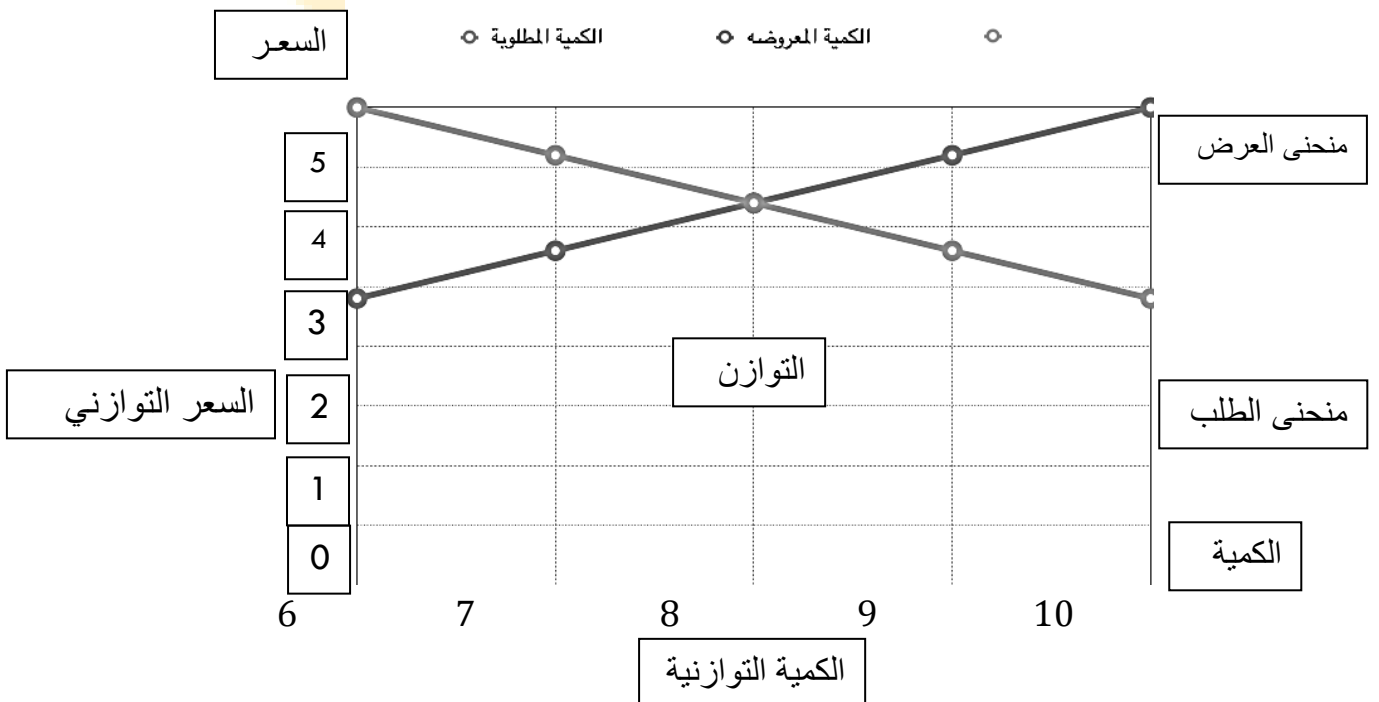 السعر
الكمية المطلوبة
الكمية المعروضه
منحنى العرض
5
4
3
التوازن
السعر التوازني
2
منحنى الطلب
1
0
الكمية
6 7 8 9 10
الكمية التوازنية